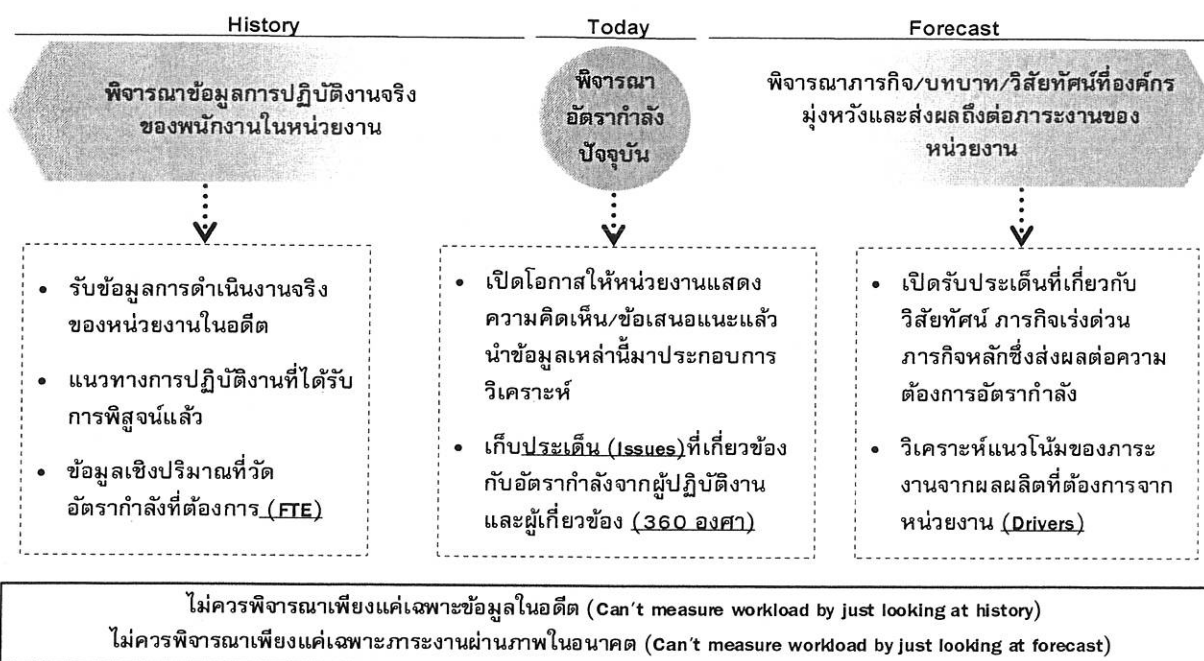 History
Today
Forecast
พิจารณาข้อมูลการปฏิบัติงานจริง
ของพนักงานในหน่วยงาน
พิจารณา
อัตรากำลัง
ปัจจุบัน
พิจารณาภารกิจ/บทบาท/วิสัยทัศน์ที่องค์กร
มุ่งหวังและส่งผลถึงต่อภาระงานของ
หน่วยงาน
• รับข้อมูลการดำเนินงานจริง
ของหน่วยงานในอดีต
• แนวทางการปฏิบัติงานที่ได้รับ
การพิสูจน์แล้ว
• ข้อมูลเชิงปริมาณที่วัด
อัตรากำลังที่ต้องการ (FTE)
• เปิดโอกาสให้หน่วยงานแสดง
ความคิดเห็น/ข้อเสนอแนะแล้ว
นำข้อมูลเหล่านี้มาประกอบการ
วิเคราะห์
• เก็บประเด็น (Issues)ที่เกี่ยวข้อง
กับอัตรากำลังจากผู้ปฏิบัติงาน
และผู้เกี่ยวข้อง (360 องศา)
• เปิดรับประเด็นที่เกี่ยวกับ
วิสัยทัศน์ ภารกิจเร่งด่วน
ภารกิจหลักซึ่งส่งผลต่อความ
ต้องการอัตรากำลัง
• วิเคราะห์แนวโน้มของภาระ
งานจากผลผลิตที่ต้องการจาก
หน่วยงาน (Drivers)
ไม่ควรพิจารณาเพียงแค่เฉพาะข้อมูลในอดีต (Can't measure workload by just looking at history)
ไม่ควรพิจารณาเพียงแค่เฉพาะภาระงานผ่านภาพในอนาคต (Can't measure workload by just looking at forecast)